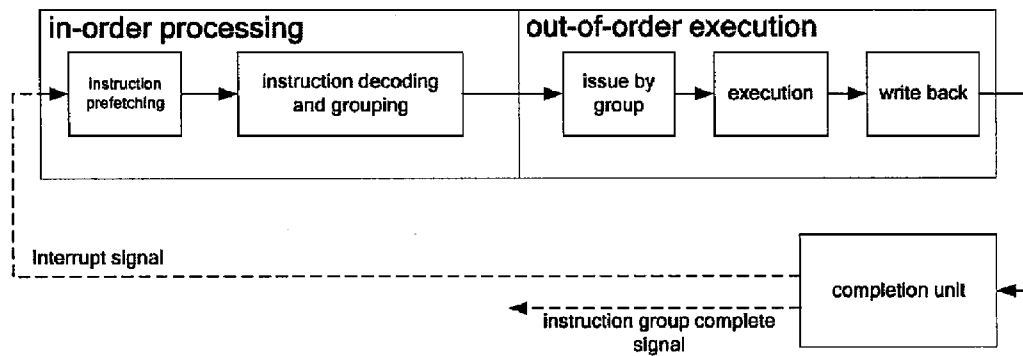 in-order processing
out-of-order execution
instruction
prefetching
instruction decoding
and grouping
issue by
group
execution
write back
Interrupt signal
completion unit
instruction group complete
signal